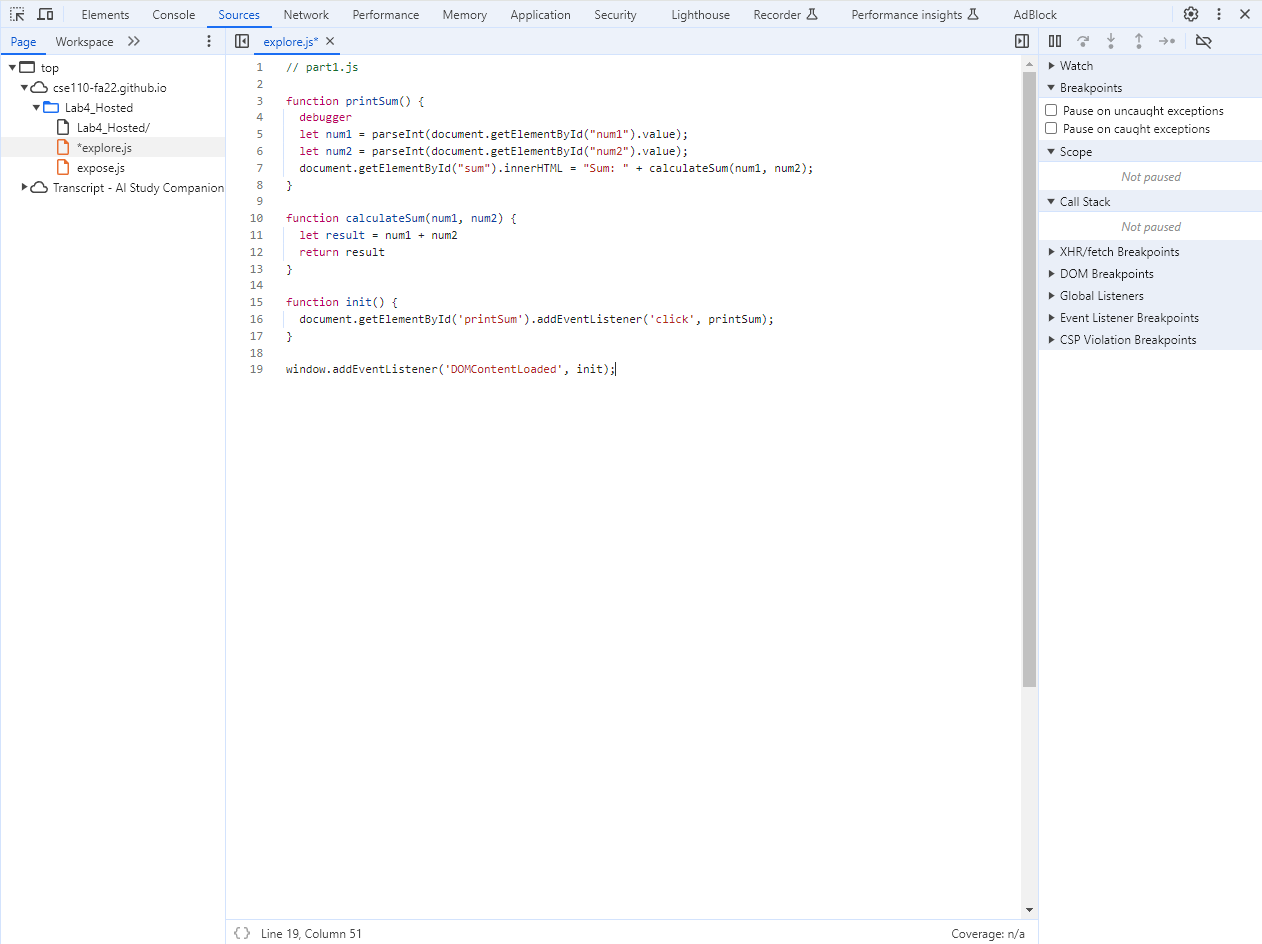 Elements Console Sources Network Performance Memory Application Security Lighthouse Recorder Performance insights AdBlock
Page Workspace
top
cse110-fa22.github.io
Lab4_Hosted
Lab4_Hosted/
*explore.js
expose.js
Transcript - AI Study Companion
explore.js*
1 // part1.js
2
3 function printSum() {
4 debugger
5 let num1 = parseInt(document.getElementById("num1").value);
6 let num2 = parseInt(document.getElementById("num2").value);
7 document.getElementById("sum").innerHTML = "Sum: " + calculateSum(num1, num2);
8 }
9
10 function calculateSum(num1, num2) {
11 let result = num1 + num2
12 return result
13 }
14
15 function init() {
16 document.getElementById('printSum').addEventListener('click', printSum);
17 }
18
19 window.addEventListener('DOMContentLoaded', init);
{} Line 19, Column 51
Coverage: n/a
Watch
Breakpoints
Pause on uncaught exceptions
Pause on caught exceptions
Scope
Not paused
Call Stack
Not paused
XHR/fetch Breakpoints
DOM Breakpoints
Global Listeners
Event Listener Breakpoints
CSP Violation Breakpoints